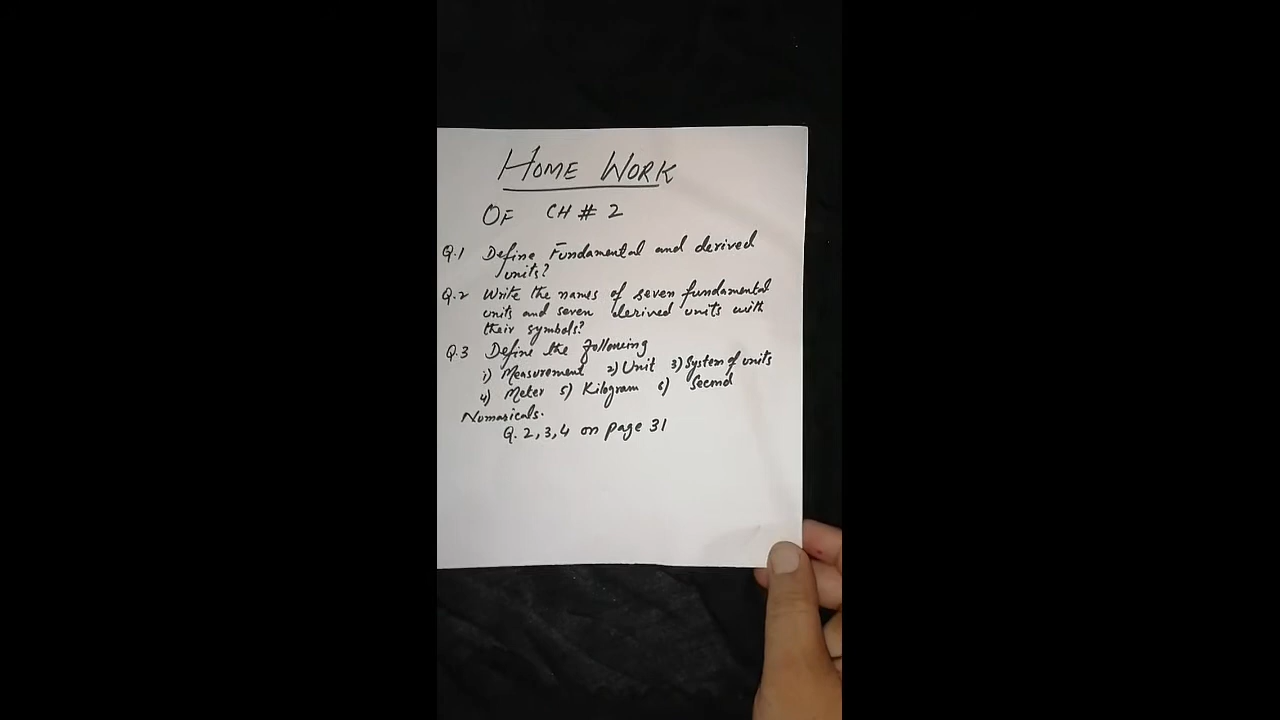 HOME WORK
OF CH # 2
Q.1 Define Fundamental and derived
units?
Q.2 Write the names of seven fundamental
units and seven derived units with
their symbols?
Q.3 Define the following
1) Measurement 2) Unit 3) System of units
4) Meter 5) Kilogram 6) Second
Numaricals.
Q. 2, 3, 4 on page 31